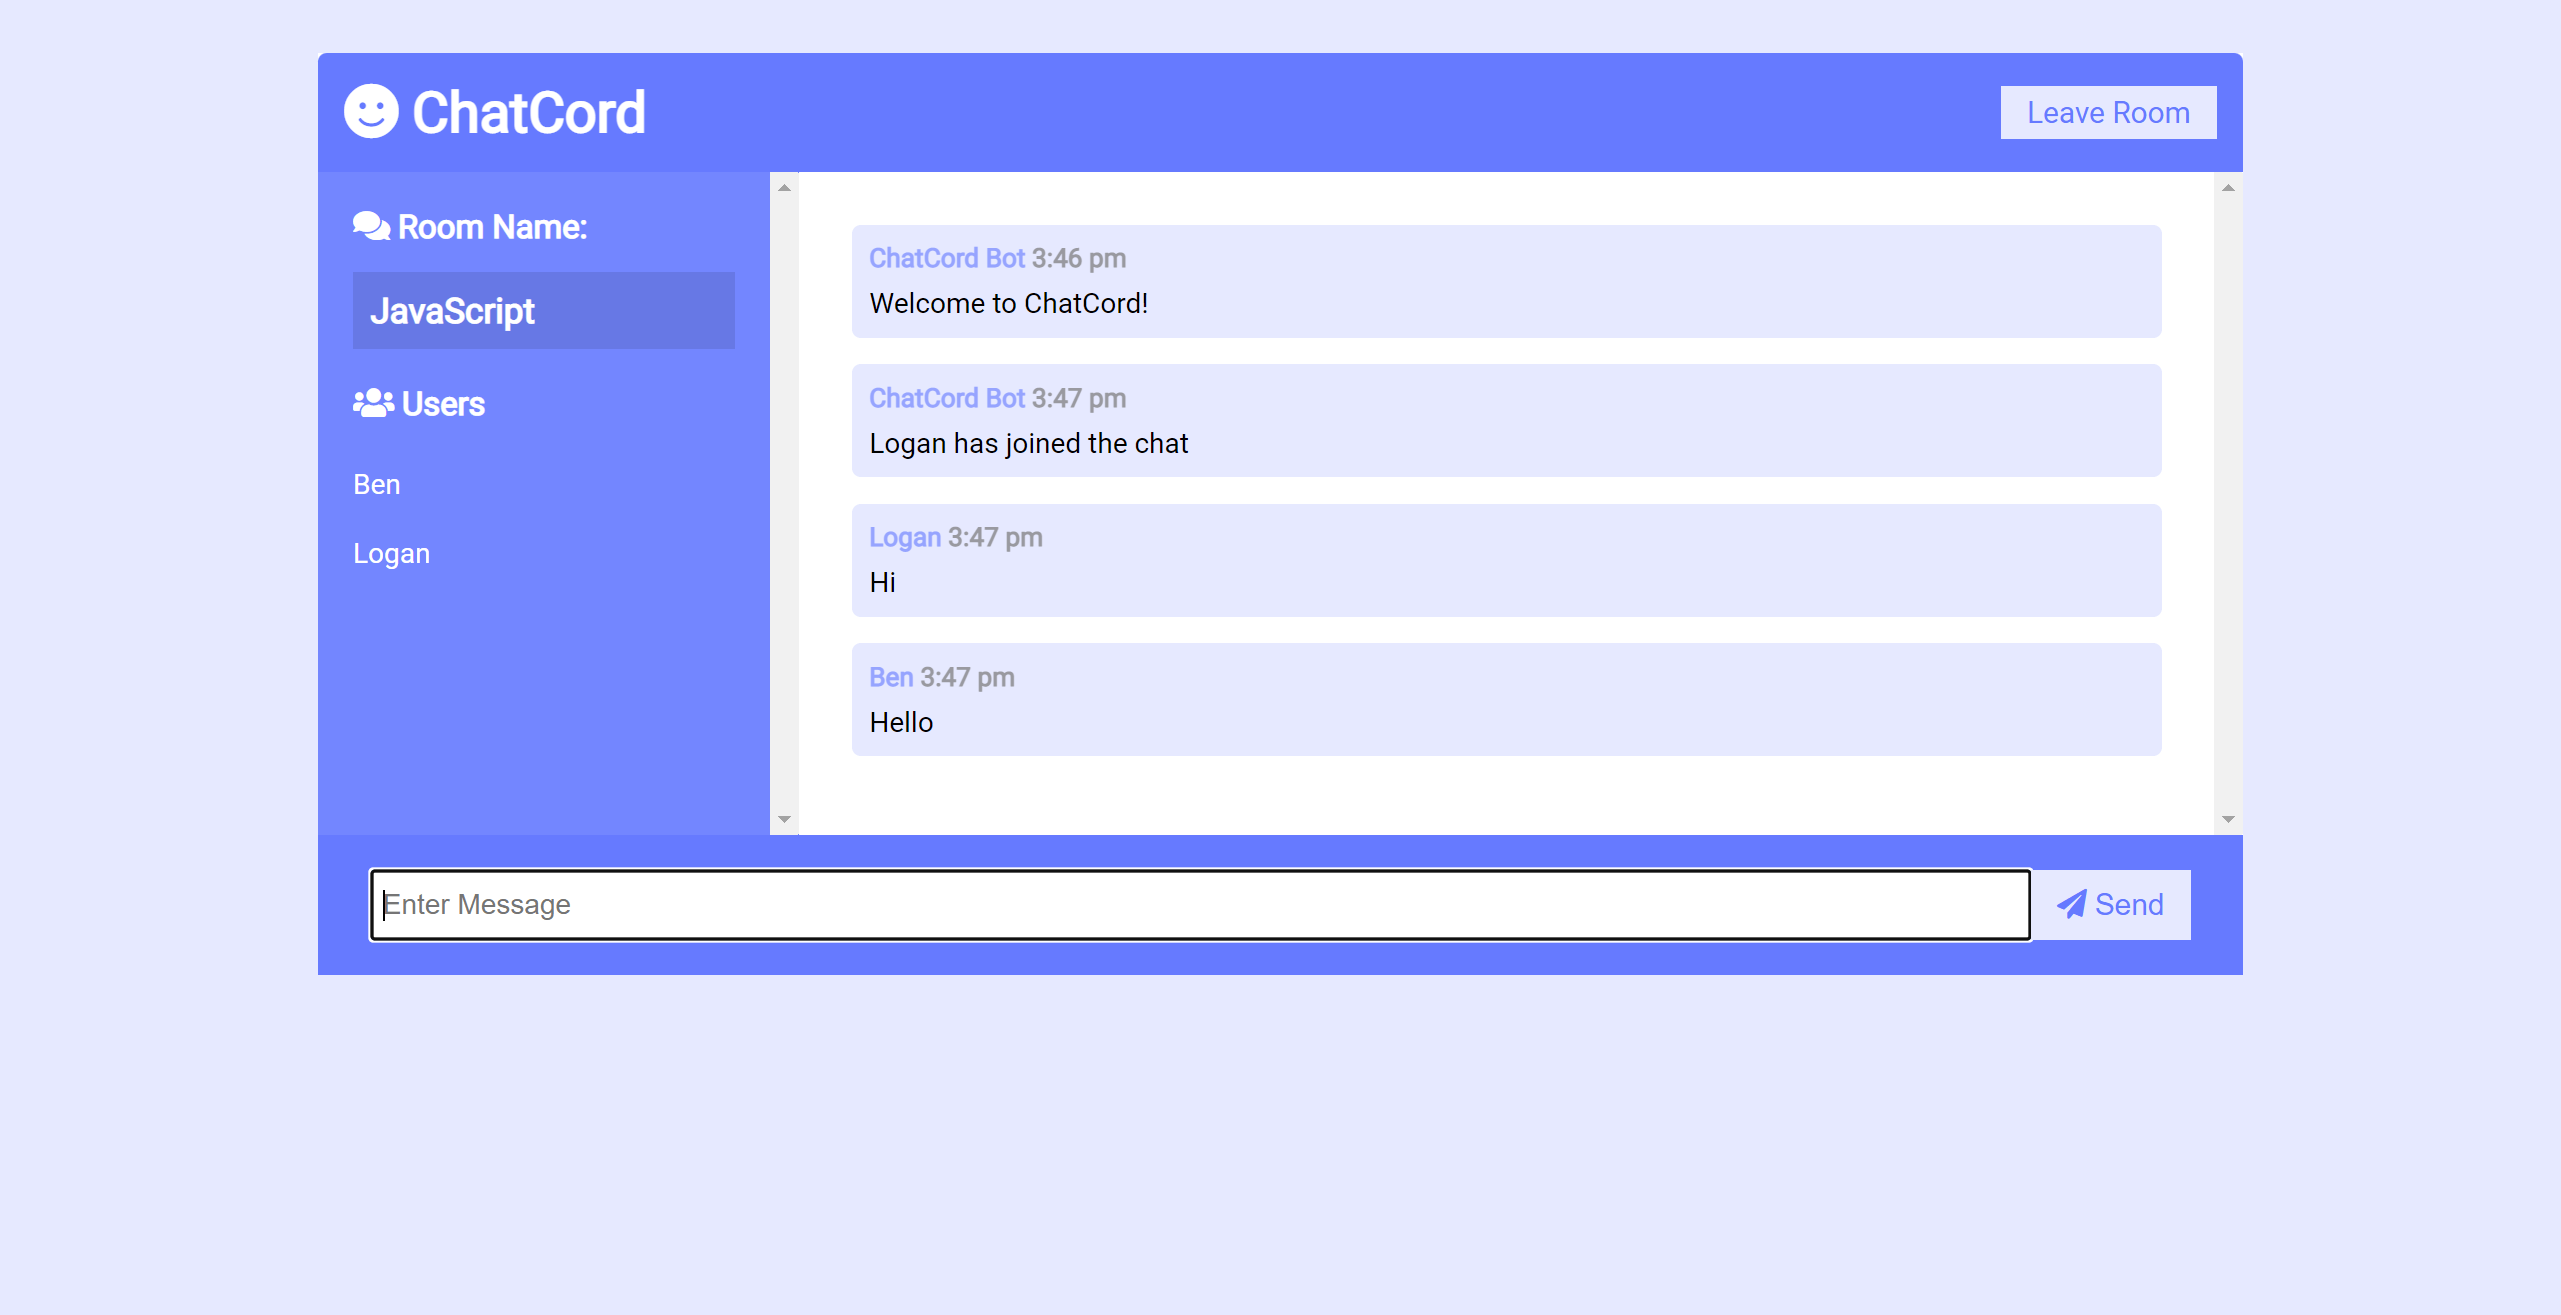 ChatCord
Leave Room
Room Name:
JavaScript
Users
Ben
Logan
ChatCord Bot 3:46 pm
Welcome to ChatCord!
ChatCord Bot 3:47 pm
Logan has joined the chat
Logan 3:47 pm
Hi
Ben 3:47 pm
Hello
Enter Message
Send